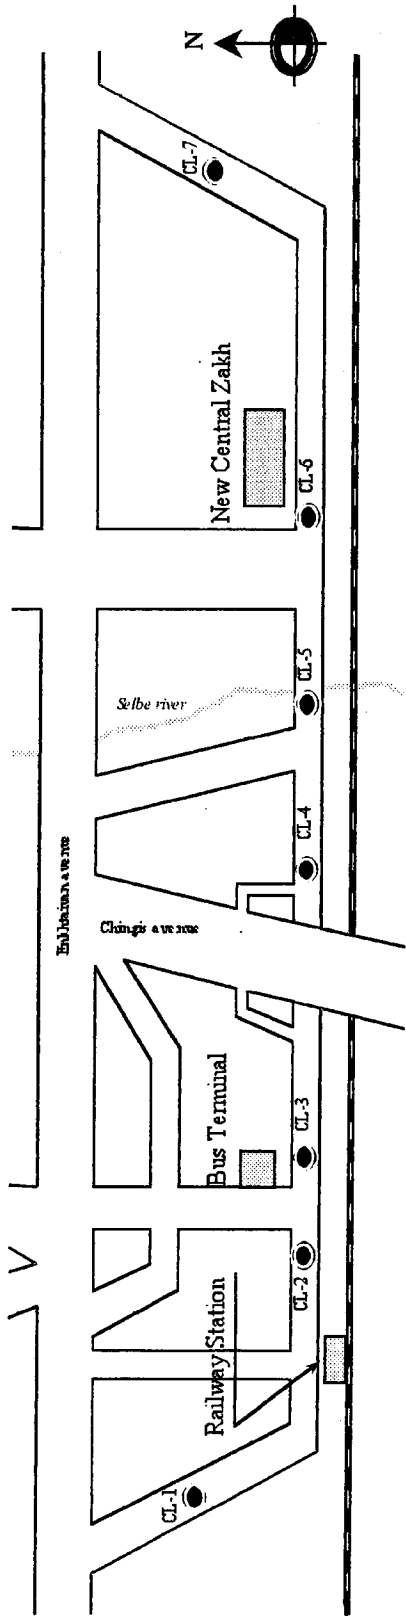 N
CL-7
New Central Zakh
CL-6
CL-5
Selbe river
CL-4
Chingis avenue
Bus Terminal
CL-3
CL-2
Railway Station
CL-1